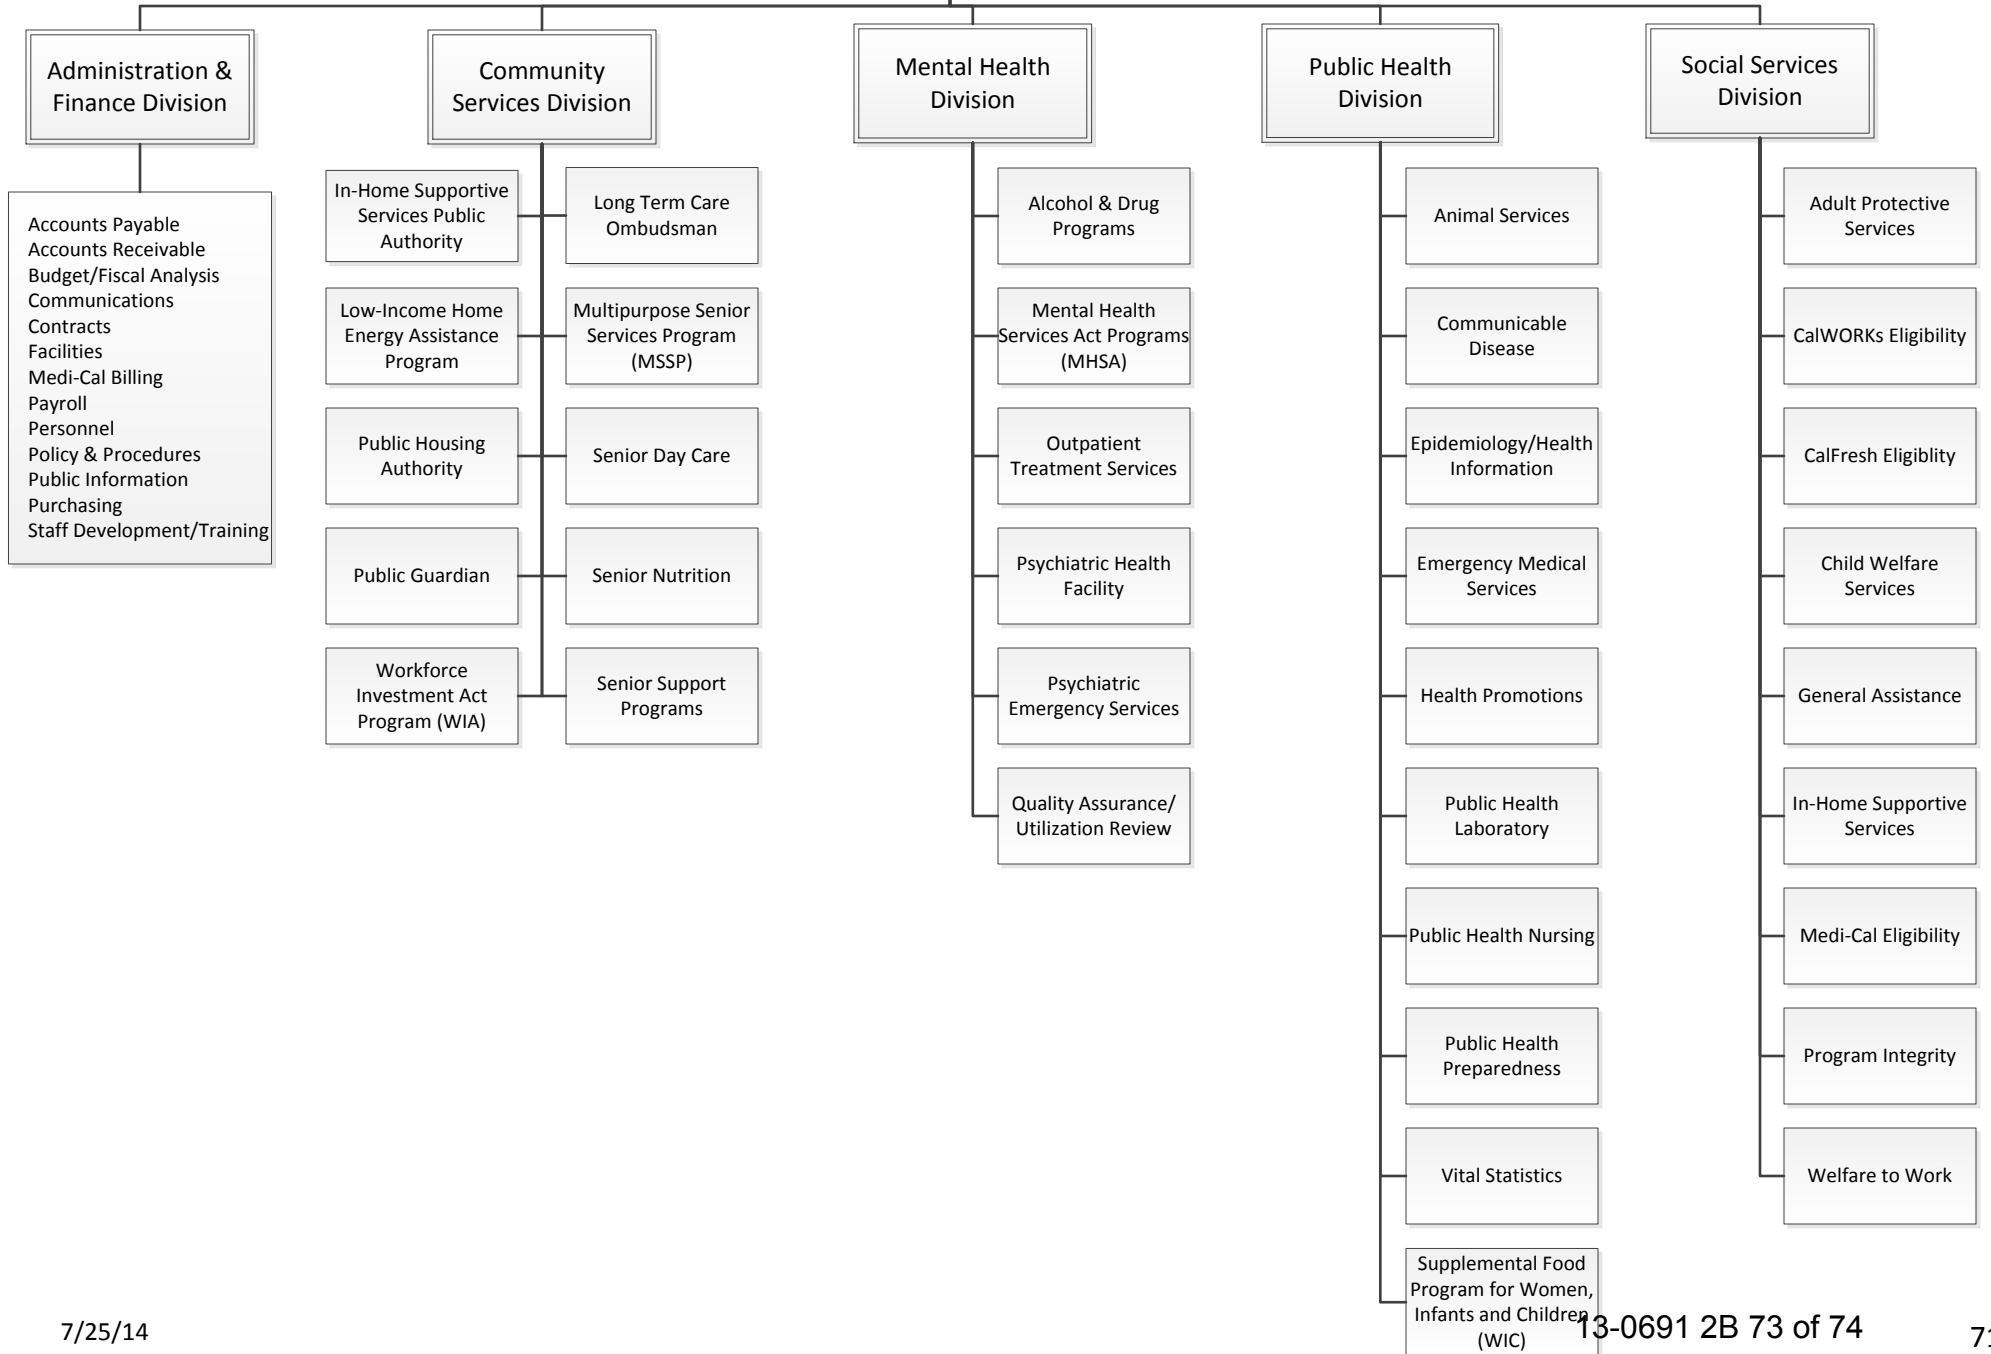 Administration &
Finance Division
Community
Services Division
Mental Health
Division
Public Health
Division
Social Services
Division
Accounts Payable
Accounts Receivable
Budget/Fiscal Analysis
Communications
Contracts
Facilities
Medi-Cal Billing
Payroll
Personnel
Policy & Procedures
Public Information
Purchasing
Staff Development/Training
In-Home Supportive
Services Public
Authority
Long Term Care
Ombudsman
Low-Income Home
Energy Assistance
Program
Multipurpose Senior
Services Program
(MSSP)
Public Housing
Authority
Senior Day Care
Public Guardian
Senior Nutrition
Workforce
Investment Act
Program (WIA)
Senior Support
Programs
Alcohol & Drug
Programs
Mental Health
Services Act Programs
(MHSA)
Outpatient
Treatment Services
Psychiatric Health
Facility
Psychiatric
Emergency Services
Quality Assurance/
Utilization Review
Animal Services
Communicable
Disease
Epidemiology/Health
Information
Emergency Medical
Services
Health Promotions
Public Health
Laboratory
Public Health Nursing
Public Health
Preparedness
Vital Statistics
Supplemental Food
Program for Women,
Infants and Children
(WIC)
Adult Protective
Services
CalWORKs Eligibility
CalFresh Eligiblity
Child Welfare
Services
General Assistance
In-Home Supportive
Services
Medi-Cal Eligibility
Program Integrity
Welfare to Work
7/25/14
13-0691 2B 73 of 74
71